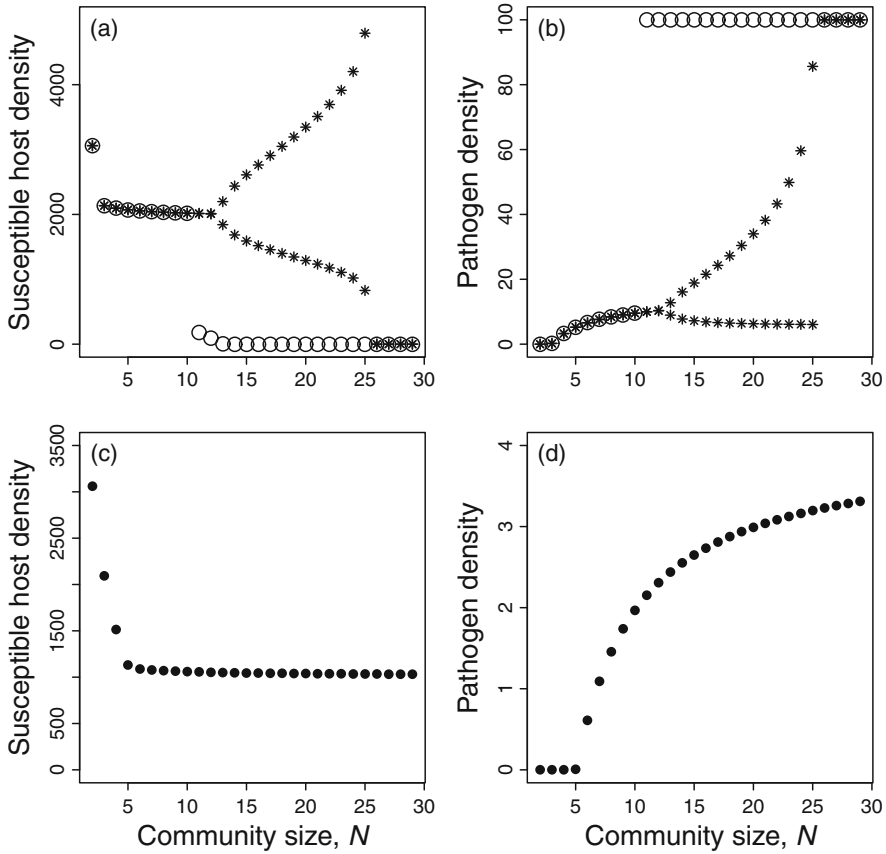 (a)
Susceptible host density
0 2000 4000
5 10 15 20 25 30
(b)
Pathogen density
0 20 40 60 80 100
5 10 15 20 25 30
(c)
Susceptible host density
0 500 1500 2500 3500
5 10 15 20 25 30
Community size, N
(d)
Pathogen density
0 1 2 3 4
5 10 15 20 25 30
Community size, N